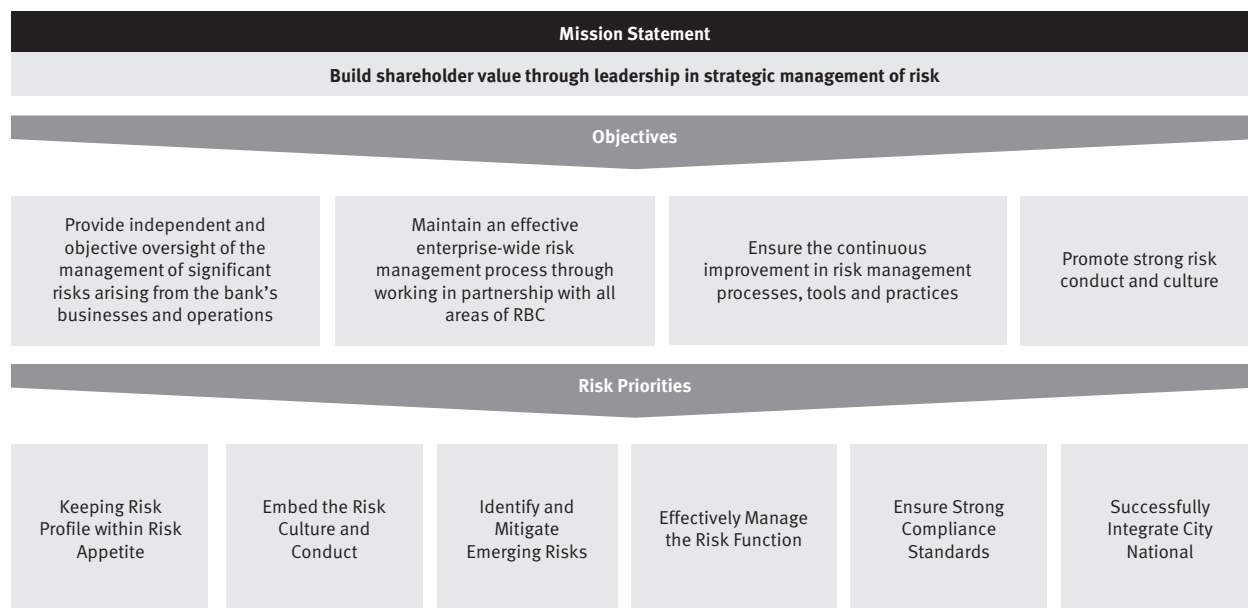 Mission Statement
Build shareholder value through leadership in strategic management of risk
Objectives
Provide independent and
objective oversight of the
management of significant
risks arising from the bank’s
businesses and operations
Maintain an effective
enterprise-wide risk
management process through
working in partnership with all
areas of RBC
Ensure the continuous
improvement in risk management
processes, tools and practices
Promote strong risk
conduct and culture
Risk Priorities
Keeping Risk
Profile within Risk
Appetite
Embed the Risk
Culture and
Conduct
Identify and
Mitigate
Emerging Risks
Effectively Manage
the Risk Function
Ensure Strong
Compliance
Standards
Successfully
Integrate City
National